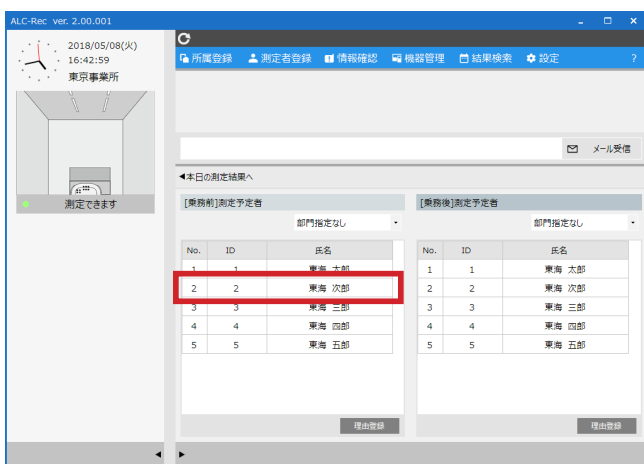 ALC-Rec ver. 2.00.001
2018/05/08(火)
16:42:59
東京事業所
測定できます
所属登録 測定者登録 情報確認 機器管理 結果検索 設定 ?
メール受信
◀本日の測定結果へ
[乗務前]測定予定者
部門指定なし
No. ID 氏名
1 1 東海 太郎
2 2 東海 次郎
3 3 東海 三郎
4 4 東海 四郎
5 5 東海 五郎
理由登録
[乗務後]測定予定者
部門指定なし
No. ID 氏名
1 1 東海 太郎
2 2 東海 次郎
3 3 東海 三郎
4 4 東海 四郎
5 5 東海 五郎
理由登録